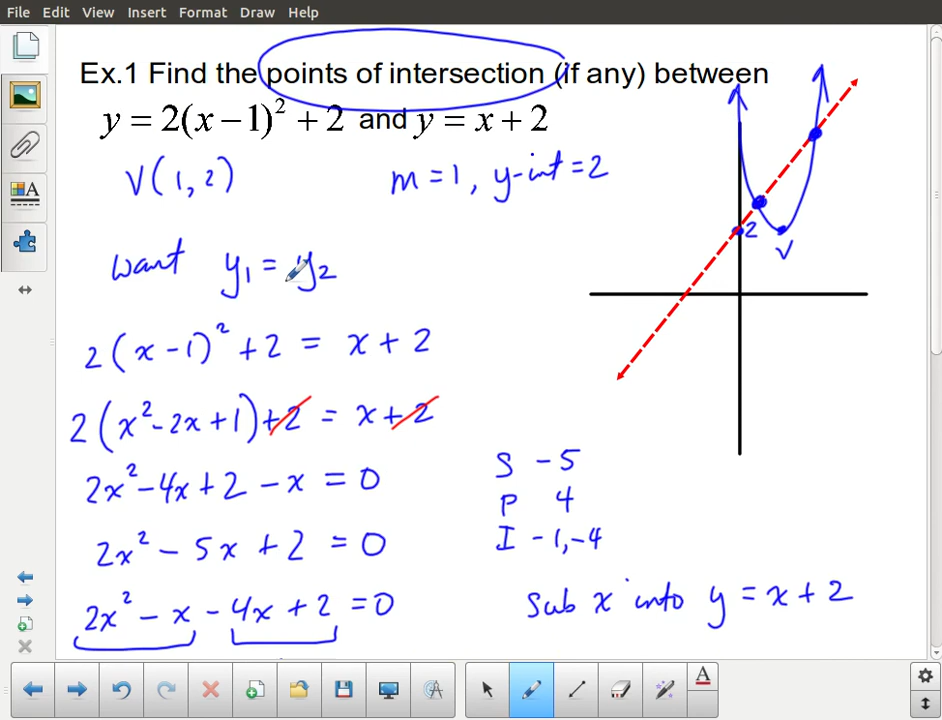 File Edit View Insert Format Draw Help
Ex.1 Find the points of intersection (if any) between
y = 2(x − 1)² + 2 and y = x + 2
V(1, 2)
m = 1, y-int = 2
2
V
want y₁ = y₂
2(x − 1)² + 2 = x + 2
2(x² − 2x + 1) + 2 = x + 2
2x² − 4x + 2 − x = 0
2x² − 5x + 2 = 0
2x² − x − 4x + 2 = 0
S −5
P 4
I −1, −4
Sub x into y = x + 2
A
A